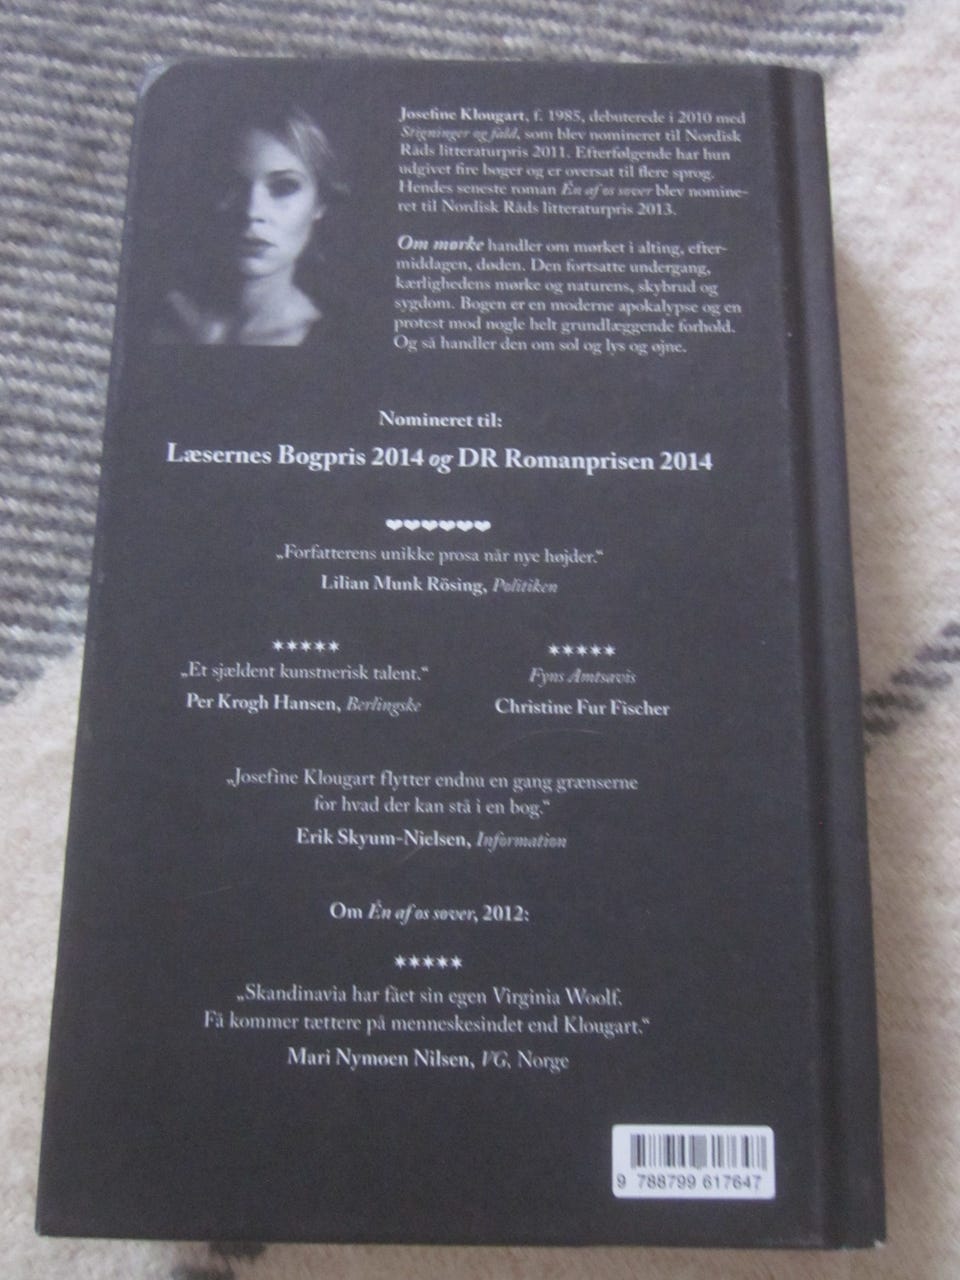 Josefine Klougart, f. 1985, debuterede i 2010 med
Stigninger og fald, som blev nomineret til Nordisk
Råds litteraturpris 2011. Efterfølgende har hun
udgivet fire bøger og er oversat til flere sprog.
Hendes seneste roman Én af os sover blev nomine-
ret til Nordisk Råds litteraturpris 2013.
Om mørke handler om mørket i alting, efter-
middagen, døden. Den fortsatte undergang,
kærlighedens mørke og naturens, skybrud og
sygdom. Bogen er en moderne apokalypse og en
protest mod nogle helt grundlæggende forhold.
Og så handler den om sol og lys og øjne.
Nomineret til:
Læsernes Bogpris 2014 og DR Romanprisen 2014
♥♥♥♥♥♥
„Forfatterens unikke prosa når nye højder.“
Lilian Munk Rösing, Politiken
★★★★★
„Et sjældent kunstnerisk talent.“
Per Krogh Hansen, Berlingske
★★★★★
Fyns Amtsavis
Christine Fur Fischer
„Josefine Klougart flytter endnu en gang grænserne
for hvad der kan stå i en bog.“
Erik Skyum-Nielsen, Information
Om Én af os sover, 2012:
★★★★★
„Skandinavia har fået sin egen Virginia Woolf.
Få kommer tættere på menneskesindet end Klougart.“
Mari Nymoen Nilsen, VG, Norge
9 788799 617647